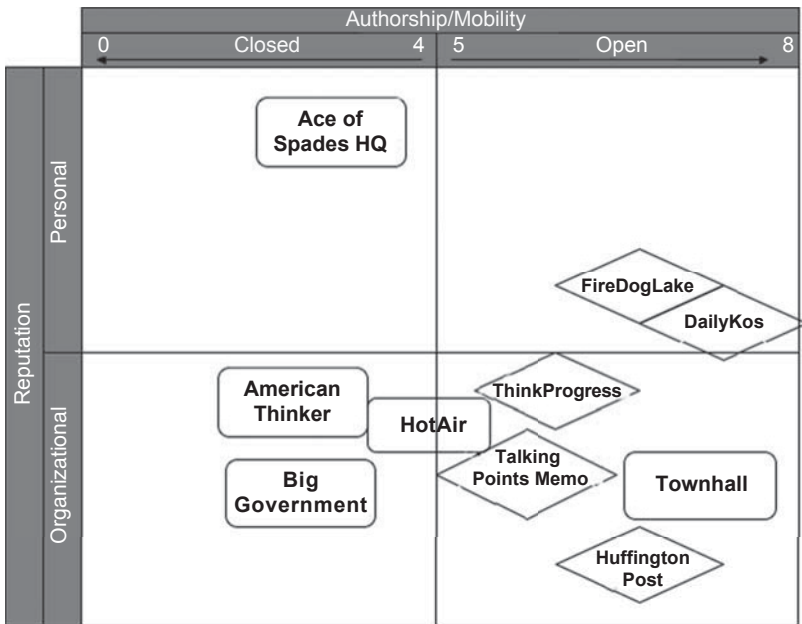 Authorship/Mobility
0 Closed 4 5 Open 8
Reputation
Personal
Ace of
Spades HQ
FireDogLake
DailyKos
Organizational
American
Thinker
HotAir
ThinkProgress
Big
Government
Talking
Points Memo
Townhall
Huffington
Post